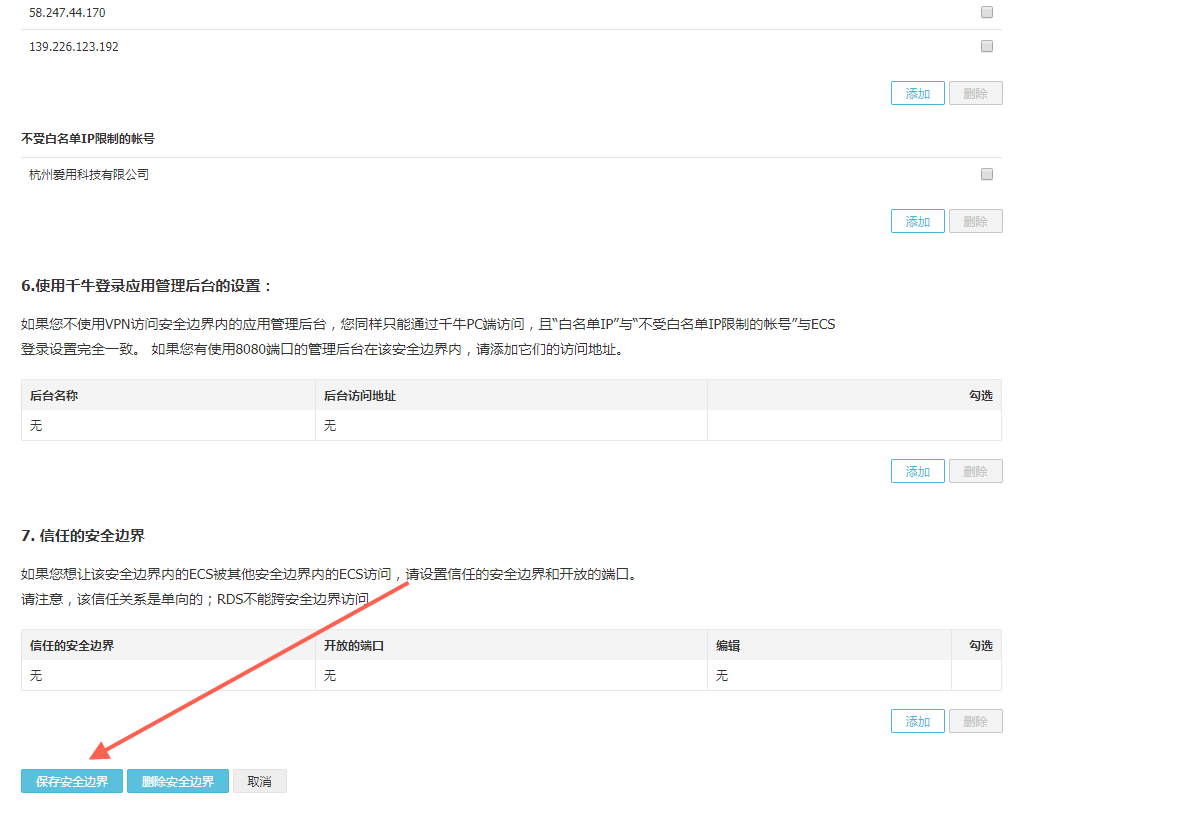 58.247.44.170
139.226.123.192
添加 删除
不受白名单IP限制的帐号
杭州爱用科技有限公司
添加 删除
6.使用千牛登录应用管理后台的设置：
如果您不使用VPN访问安全边界内的应用管理后台，您同样只能通过千牛PC端访问，且“白名单IP”与“不受白名单IP限制的帐号”与ECS
登录设置完全一致。 如果您有使用8080端口的管理后台在该安全边界内，请添加它们的访问地址。
后台名称 后台访问地址 勾选
无 无
添加 删除
7. 信任的安全边界
如果您想让该安全边界内的ECS被其他安全边界内的ECS访问，请设置信任的安全边界和开放的端口。
请注意，该信任关系是单向的；RDS不能跨安全边界访问
信任的安全边界 开放的端口 编辑 勾选
无 无 无
添加 删除
保存安全边界 删除安全边界 取消